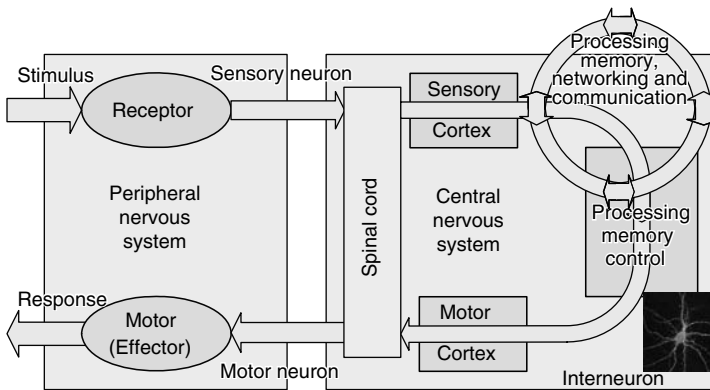 Stimulus
Receptor
Sensory neuron
Peripheral
nervous
system
Response
Motor
(Effector)
Motor neuron
Spinal cord
Sensory
Cortex
Central
nervous
system
Motor
Cortex
Processing
memory,
networking and
communication
Processing
memory
control
Interneuron